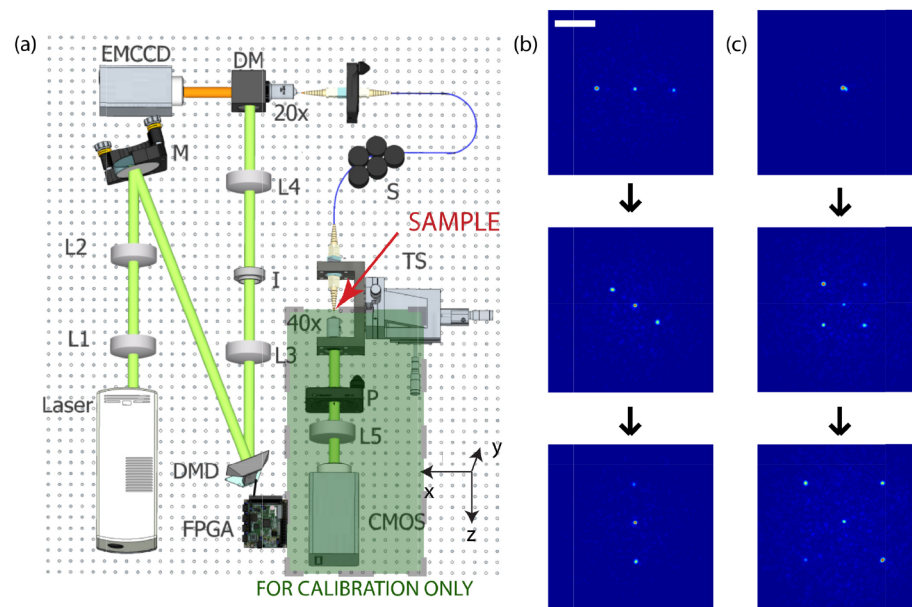 (a)
EMCCD
DM
20x
M
L4
S
SAMPLE
L2
TS
I
40x
L1
L3
P
Laser
L5
DMD
y
x
FPGA
CMOS
z
FOR CALIBRATION ONLY
(b)
(c)